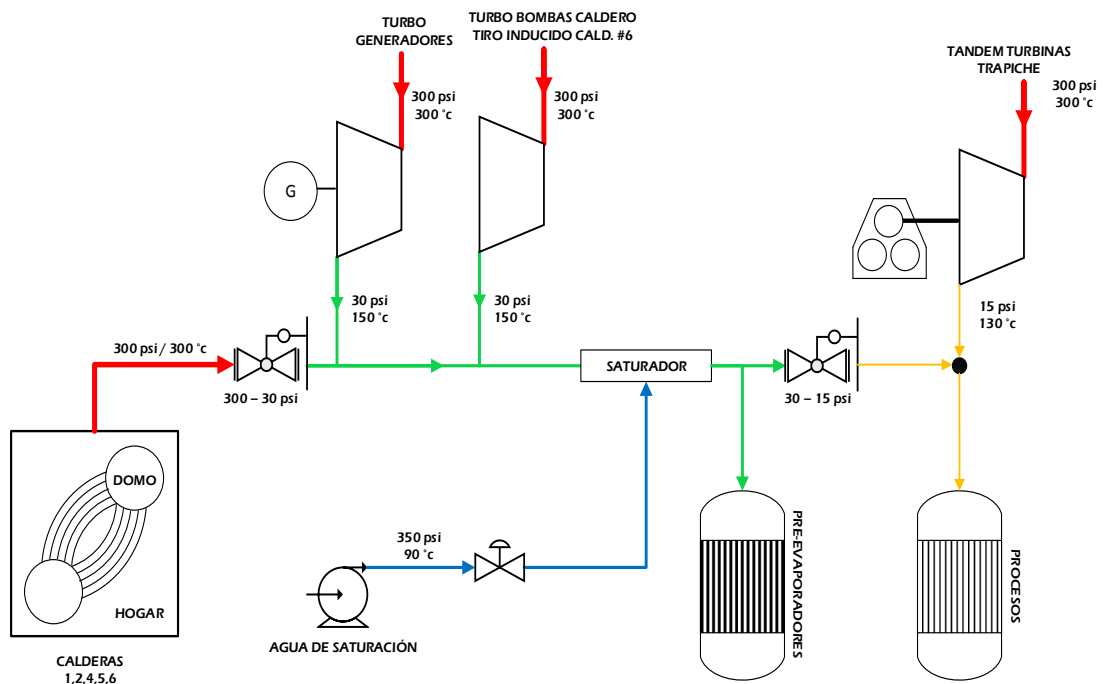 TURBO
GENERADORES
TURBO BOMBAS CALDERO
TIRO INDUCIDO CALD. #6
TANDEM TURBINAS
TRAPICHE
300 psi
300 °c
300 psi
300 °c
300 psi
300 °c
G
30 psi
150 °c
30 psi
150 °c
15 psi
130 °c
300 psi / 300 °c
300 – 30 psi
SATURADOR
30 – 15 psi
DOMO
HOGAR
CALDERAS
1,2,4,5,6
350 psi
90 °c
AGUA DE SATURACIÓN
PRE-EVAPORADORES
PROCESOS